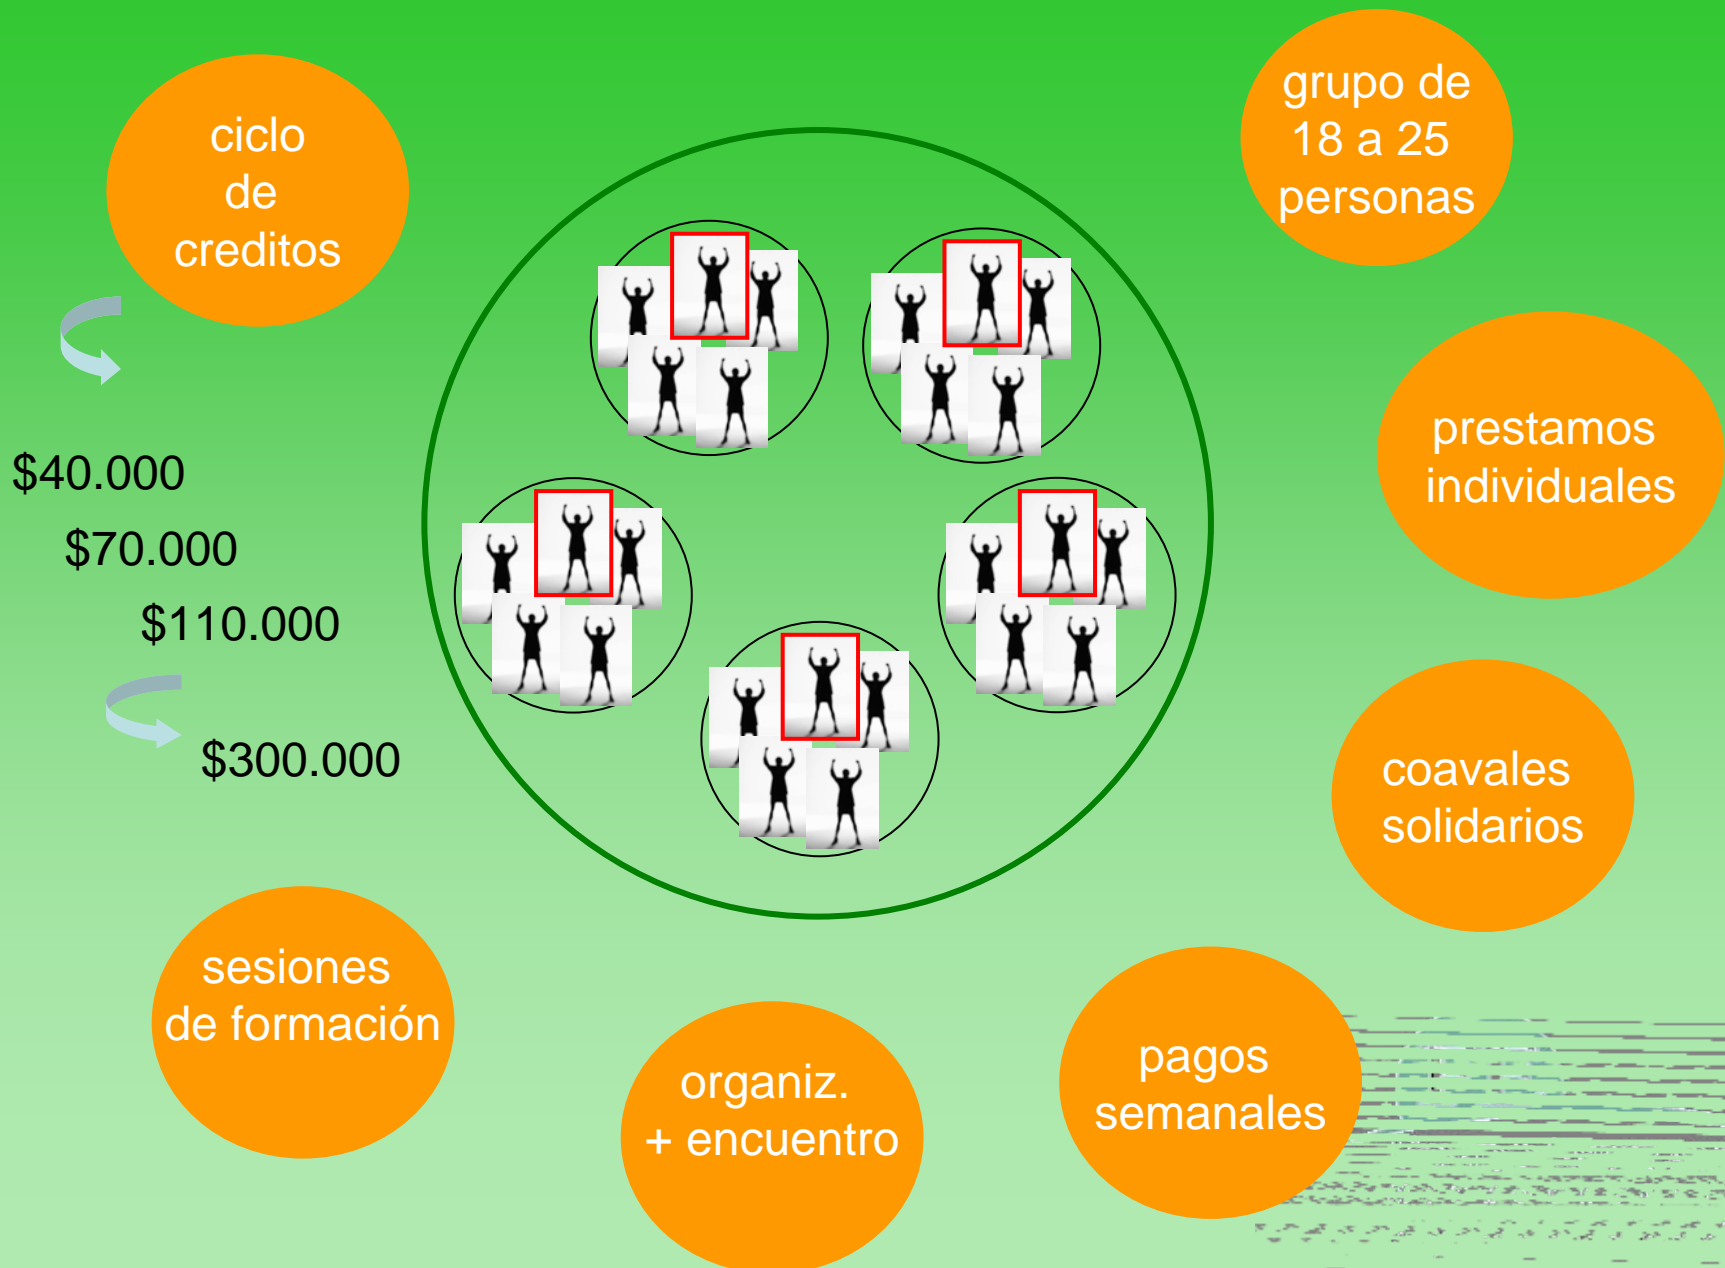 ciclo
de
creditos
$40.000
$70.000
$110.000
$300.000
grupo de
18 a 25
personas
prestamos
individuales
coavales
solidarios
pagos
semanales
organiz.
+ encuentro
sesiones
de formación